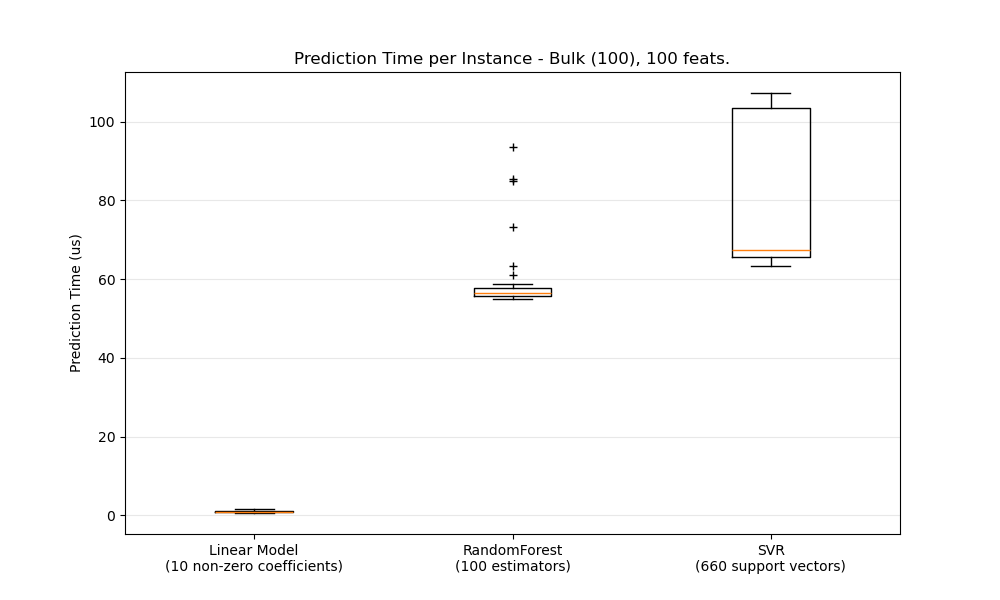 Prediction Time per Instance - Bulk (100), 100 feats.
Prediction Time (us)
100
80
60
40
20
0
Linear Model
(10 non-zero coefficients)
RandomForest
(100 estimators)
SVR
(660 support vectors)